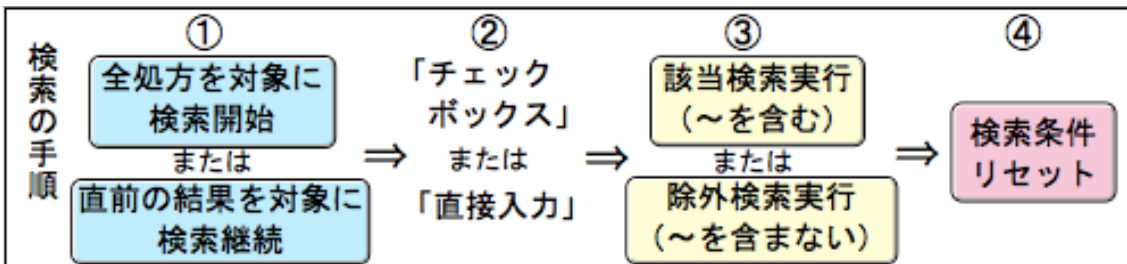 検索の手順
①
全処方を対象に
検索開始
または
直前の結果を対象に
検索継続
⇒
②
「チェック
ボックス」
または
「直接入力」
⇒
③
該当検索実行
(～を含む)
または
除外検索実行
(～を含まない)
⇒
④
検索条件
リセット